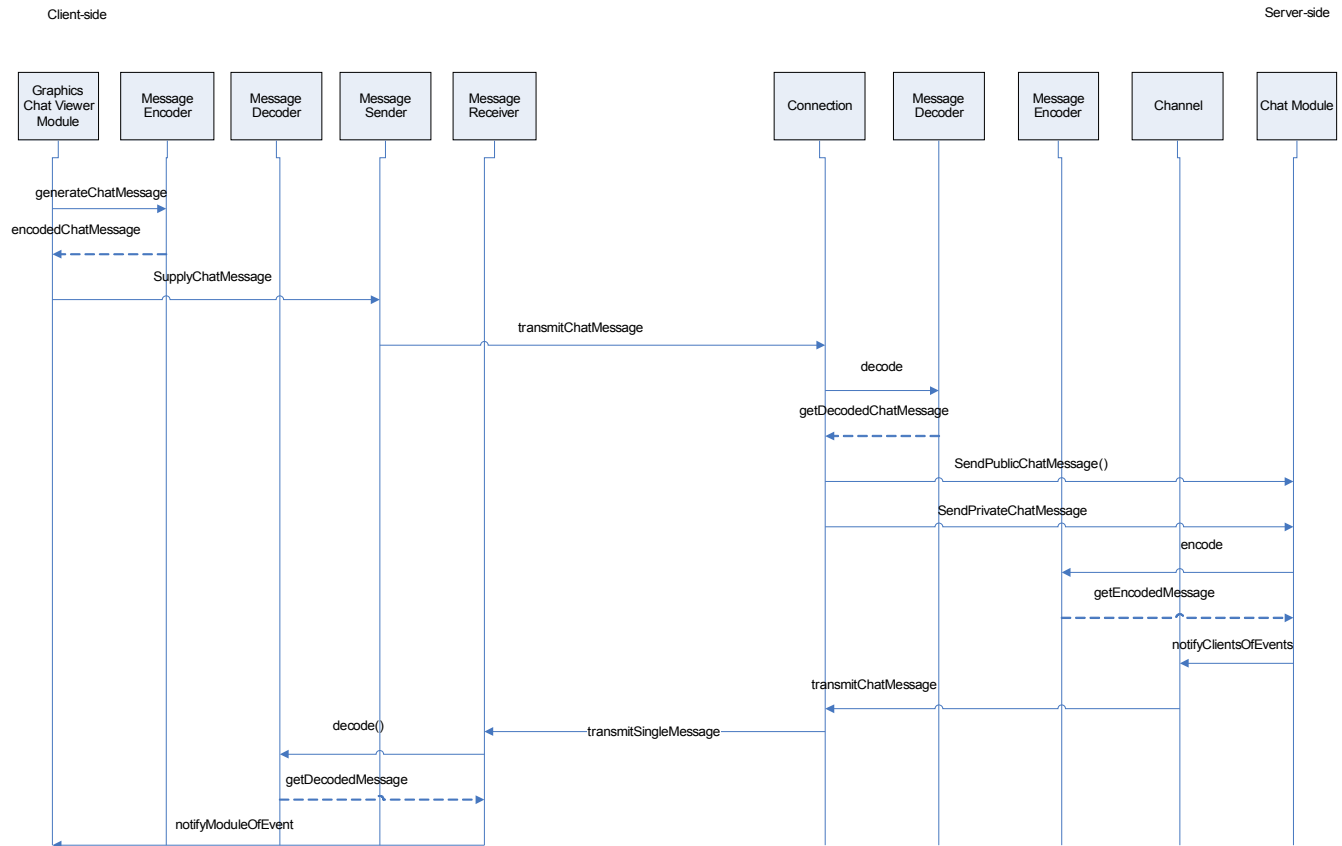 Client-side
Server-side
Graphics
Chat Viewer
Module
Message
Encoder
Message
Decoder
Message
Sender
Message
Receiver
Connection
Message
Decoder
Message
Encoder
Channel
Chat Module
generateChatMessage
encodedChatMessage
SupplyChatMessage
transmitChatMessage
decode
getDecodedChatMessage
SendPublicChatMessage()
SendPrivateChatMessage
encode
getEncodedMessage
notifyClientsOfEvents
transmitChatMessage
transmitSingleMessage
decode()
getDecodedMessage
notifyModuleOfEvent